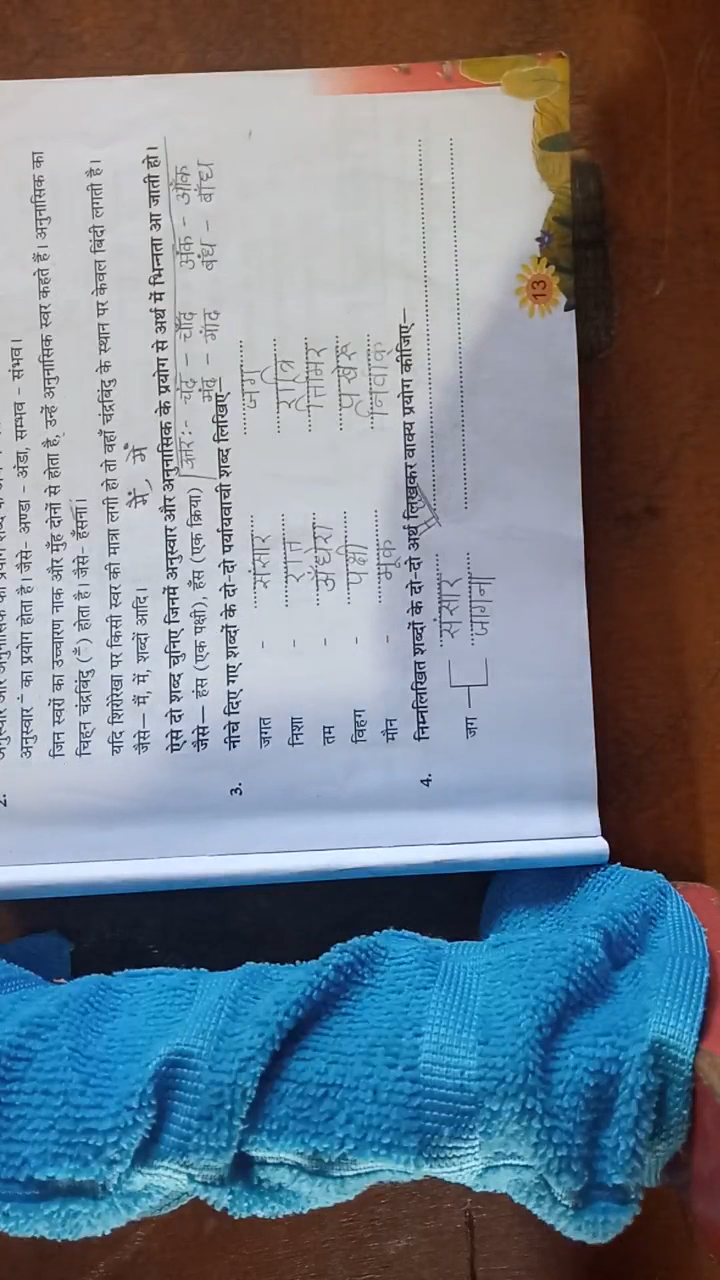 2.
अनुस्वार ं का प्रयोग होता है। जैसे- अण्डा - अंडा, सम्भव - संभव।
जिन स्वरों का उच्चारण नाक और मुँह दोनों से होता है, उन्हें अनुनासिक स्वर कहते हैं। अनुनासिक का
चिह्न चंद्रबिंदु (ँ) होता है। जैसे- हँसना।
यदि शिरोरेखा पर किसी स्वर की मात्रा लगी हो तो वहाँ चंद्रबिंदु के स्थान पर केवल बिंदी लगती है।
जैसे— मैं, में, शब्दों आदि। मैं, में
ऐसे दो शब्द चुनिए जिनमें अनुस्वार और अनुनासिक के प्रयोग से अर्थ में भिन्नता आ जाती हो।
जैसे— हंस (एक पक्षी), हँस (एक क्रिया) उत्तर:- चंद - चाँद अंक - आँक
बंध - बाँध
3. नीचे दिए गए शब्दों के दो-दो पर्यायवाची शब्द लिखिए—
जगत - संसार जग
निशा - रात रात्रि
तम - अँधेरा तिमिर
विहग - पक्षी पखेरू
मौन - मूक निर्वाक्
4. निम्नलिखित शब्दों के दो-दो अर्थ लिखकर वाक्य प्रयोग कीजिए—
जग संसार
जागना
13